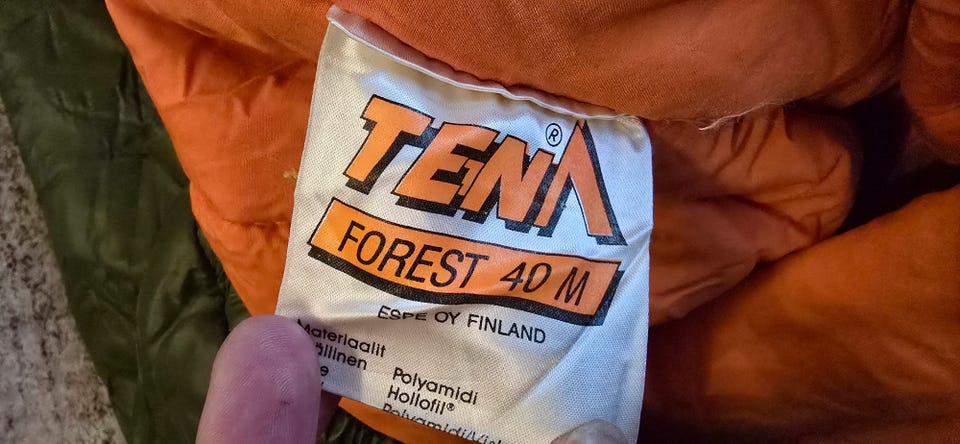 TENA®
FOREST 40 M
ESPE OY FINLAND
Materiaalit
Polyamidi
Hollofil®